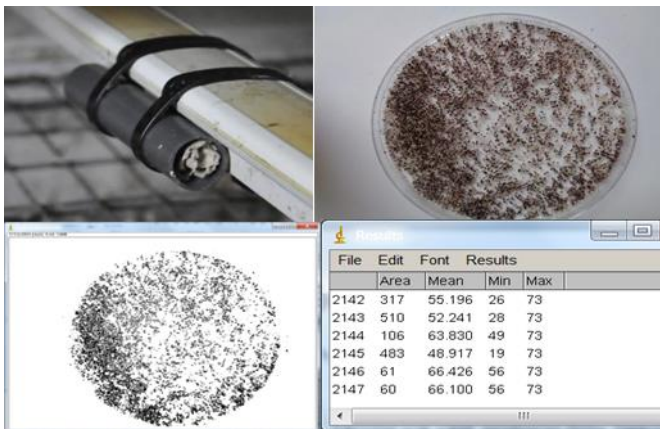 Results
File Edit Font Results
Area Mean Min Max
2142 317 55.196 26 73
2143 510 52.241 28 73
2144 106 63.830 49 73
2145 483 48.917 19 73
2146 61 66.426 56 73
2147 60 66.100 56 73